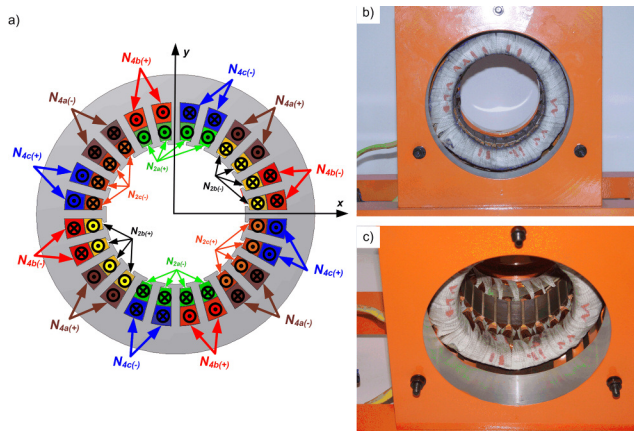 a)
y
N4b(+)
N4c(-)
N4a(-)
N4a(+)
N2a(+)
N4c(+)
N4b(-)
N2c(-)
N2b(-)
x
N2b(+)
N2c(+)
N4b(-)
N4c(+)
N2a(-)
N4a(+)
N4a(-)
N4c(-)
N4b(+)
b)
c)